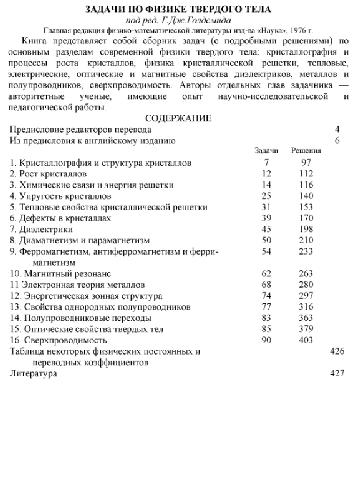 ЗАДАЧИ ПО ФИЗИКЕ ТВЕРДОГО ТЕЛА
под ред. Г.Дж.Голдсмида
Главная редакция физико-математической литературы изд-ва «Наука», 1976 г.
Книга представляет собой сборник задач (с подробными решениями) по
основным разделам современной физики твердого тела: кристаллография и
процессы роста кристаллов, физика кристаллической решетки, тепловые,
электрические, оптические и магнитные свойства диэлектриков, металлов и
полупроводников, сверхпроводимость. Авторы отдельных глав задачника —
авторитетные ученые, имеющие опыт научно-исследовательской и
педагогической работы.
СОДЕРЖАНИЕ
Предисловие редакторов перевода 4
Из предисловия к английскому изданию 6
Задачи Решения
1. Кристаллография и структура кристаллов 7 97
2. Рост кристаллов 12 112
3. Химические связи и энергия решетки 14 116
4. Упругость кристаллов 25 140
5. Тепловые свойства кристаллической решетки 31 153
6. Дефекты в кристаллах 39 170
7. Диэлектрики 45 198
8. Диамагнетизм и парамагнетизм 50 210
9. Ферромагнетизм, антиферромагнетизм и ферри-
магнетизм 54 233
10. Магнитный резонанс 62 263
11 Электронная теория металлов 68 280
12. Энергетическая зонная структура 74 297
13. Свойства однородных полупроводников 77 316
14. Полупроводниковые переходы 83 363
15. Оптические свойства твердых тел 85 379
16 Сверхпроводимость 90 403
Таблица некоторых физических постоянных и 426
переводных коэффициентов
Литература 427